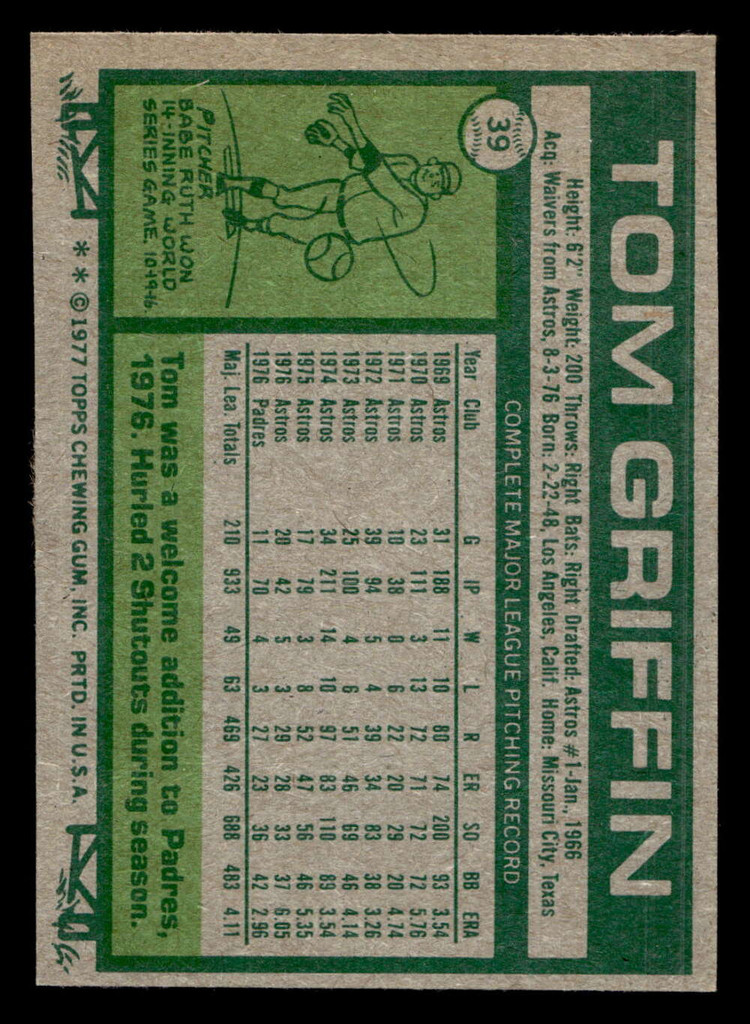 39
TOM GRIFFIN
Height: 6'2" Weight: 200 Throws: Right Bats: Right Drafted: Astros #1-Jan., 1966
Acq: Waivers from Astros, 8-3-76 Born: 2-22-48, Los Angeles, Calif. Home: Missouri City, Texas
COMPLETE MAJOR LEAGUE PITCHING RECORD
Year Club G IP W L R ER SO BB ERA
1969 Astros 31 188 11 10 80 74 200 93 3.54
1970 Astros 23 111 3 13 72 71 72 72 5.76
1971 Astros 10 38 0 6 22 20 29 20 4.74
1972 Astros 39 94 5 4 39 34 83 38 3.26
1973 Astros 25 100 4 6 51 46 69 46 4.14
1974 Astros 34 211 14 10 97 83 110 89 3.54
1975 Astros 17 79 3 8 52 47 56 46 5.35
1976 Astros 20 42 5 3 29 28 33 37 6.05
1976 Padres 11 70 4 3 27 23 36 42 2.96
Maj. Lea. Totals 210 933 49 63 469 426 688 483 4.11
PITCHER
BABE RUTH WON
14-INNING WORLD
SERIES GAME, 10-9-16.
Tom was a welcome addition to Padres,
1976. Hurled 2 Shutouts during season.
* * © 1977 TOPPS CHEWING GUM, INC. PRTD. IN U.S.A.